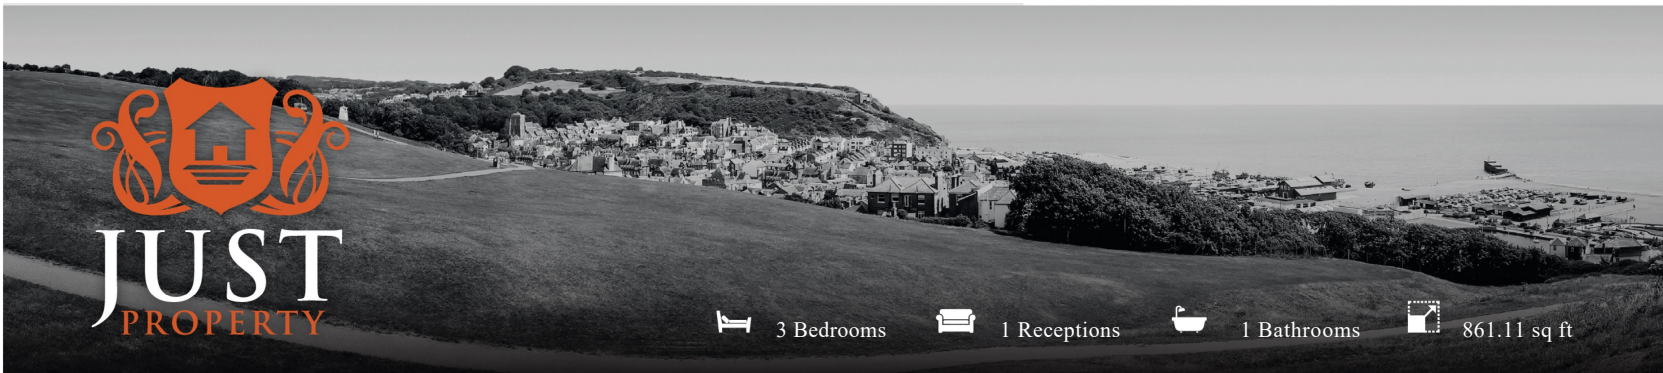 JUST
PROPERTY
3 Bedrooms 1 Receptions 1 Bathrooms 861.11 sq ft